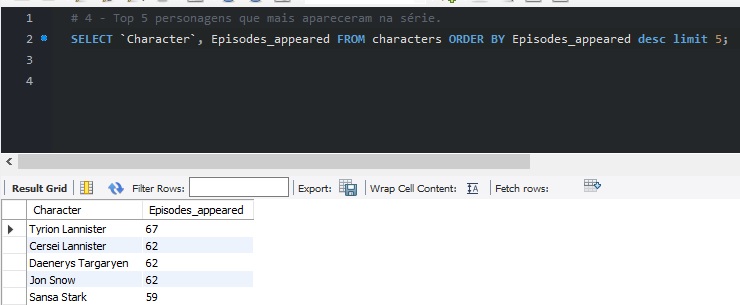 1 # 4 - Top 5 personagens que mais apareceram na série.
2 SELECT `Character`, Episodes_appeared FROM characters ORDER BY Episodes_appeared desc limit 5;
3
4
Result Grid Filter Rows: Export: Wrap Cell Content: IA Fetch rows:
Character Episodes_appeared
Tyrion Lannister 67
Cersei Lannister 62
Daenerys Targaryen 62
Jon Snow 62
Sansa Stark 59